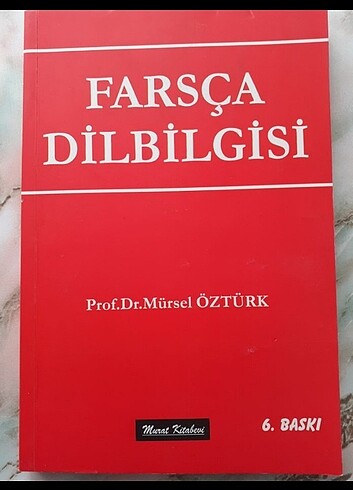 FARSÇA
DİLBİLGİSİ
Prof.Dr.Mürsel ÖZTÜRK
Murat Kitabevi
6. BASKI